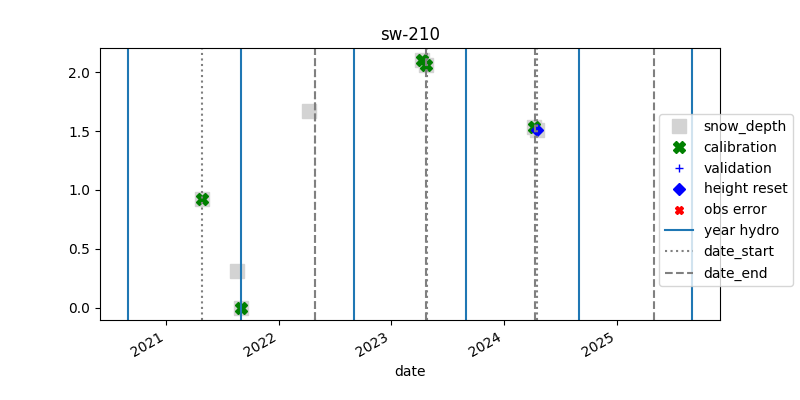 sw-210
2.0
1.5
1.0
0.5
0.0
2021
2022
2023
2024
2025
date
snow_depth
calibration
validation
height reset
obs error
year hydro
date_start
date_end